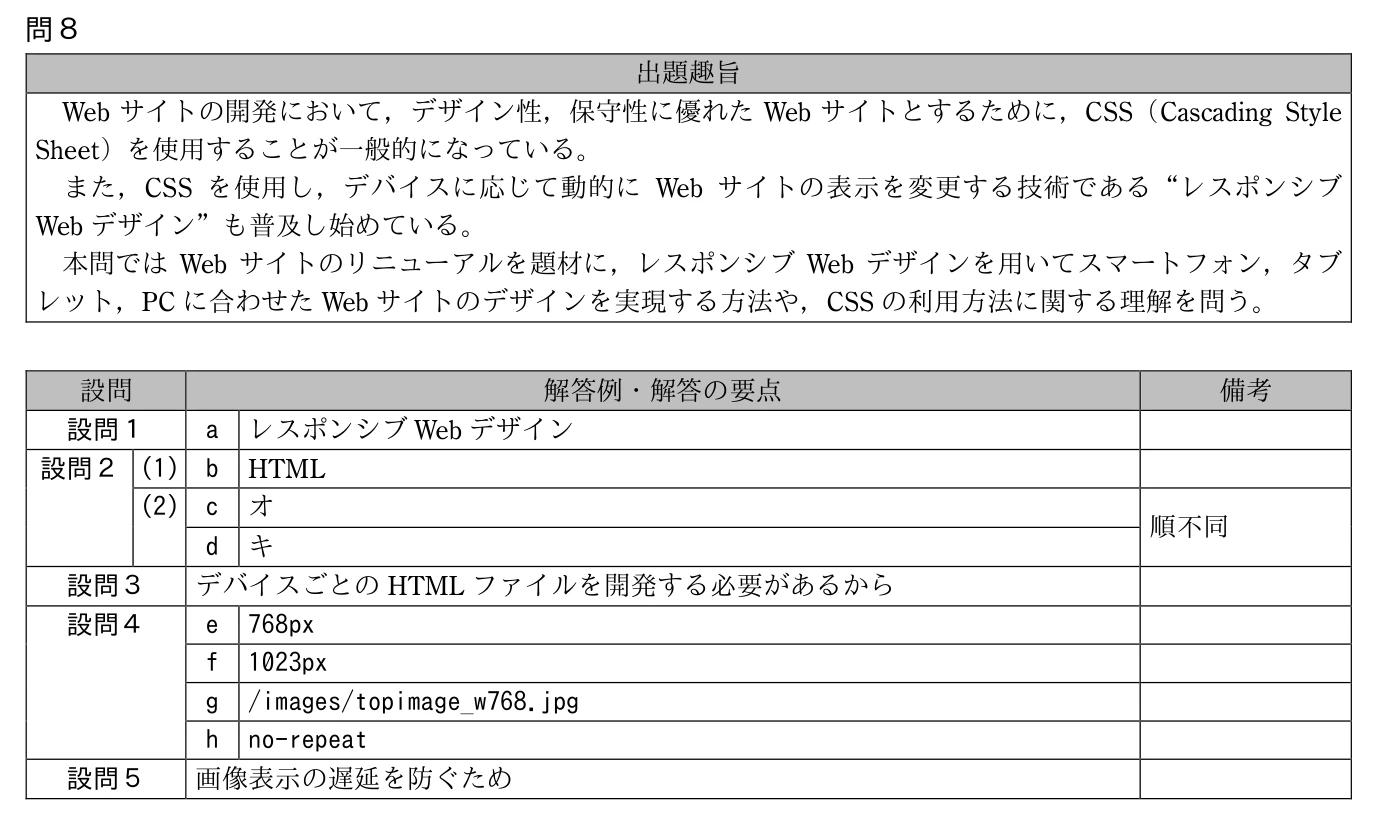 問8
出題趣旨
Web サイトの開発において，デザイン性，保守性に優れた Web サイトとするために，CSS（Cascading Style
Sheet）を使用することが一般的になっている。
また，CSS を使用し，デバイスに応じて動的に Web サイトの表示を変更する技術である“レスポンシブ
Web デザイン”も普及し始めている。
本問では Web サイトのリニューアルを題材に，レスポンシブ Web デザインを用いてスマートフォン，タブ
レット，PC に合わせた Web サイトのデザインを実現する方法や，CSS の利用方法に関する理解を問う。
設問 解答例・解答の要点 備考
設問1 a レスポンシブ Web デザイン
設問2 (1) b HTML
(2) c オ 順不同
d キ
設問3 デバイスごとの HTML ファイルを開発する必要があるから
設問4 e 768px
f 1023px
g /images/topimage_w768.jpg
h no-repeat
設問5 画像表示の遅延を防ぐため